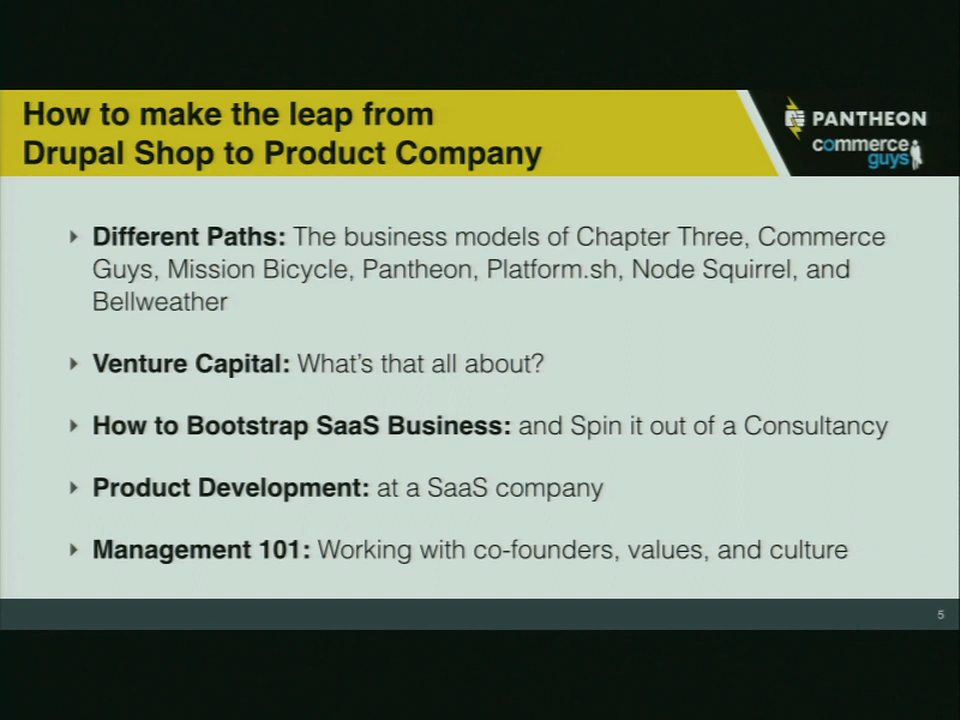 How to make the leap from
Drupal Shop to Product Company
PANTHEON
commerce
guys
Different Paths: The business models of Chapter Three, Commerce
Guys, Mission Bicycle, Pantheon, Platform.sh, Node Squirrel, and
Bellweather
Venture Capital: What's that all about?
How to Bootstrap SaaS Business: and Spin it out of a Consultancy
Product Development: at a SaaS company
Management 101: Working with co-founders, values, and culture
5